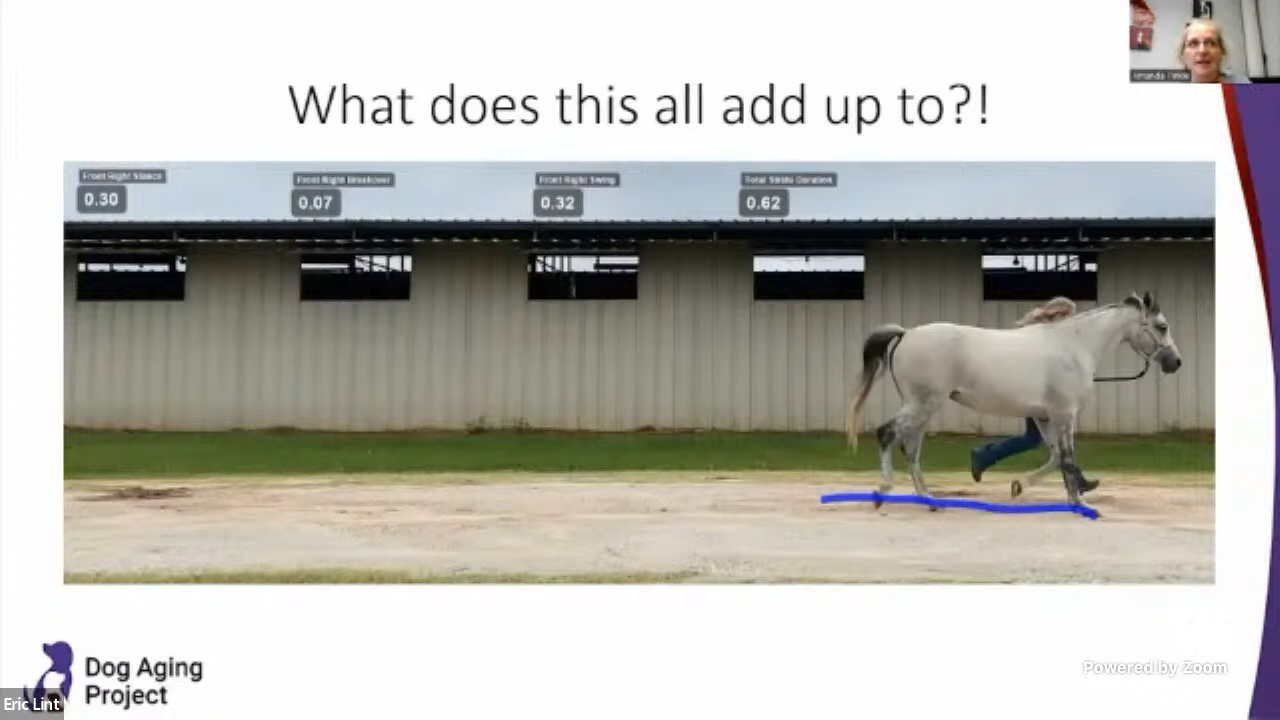 What does this all add up to?!
Front Right Stance
0.30
Front Right Breakover
0.07
Front Right Swing
0.32
Total Stride Duration
0.62
Dog Aging
Project
Eric Lint
Powered by Zoom